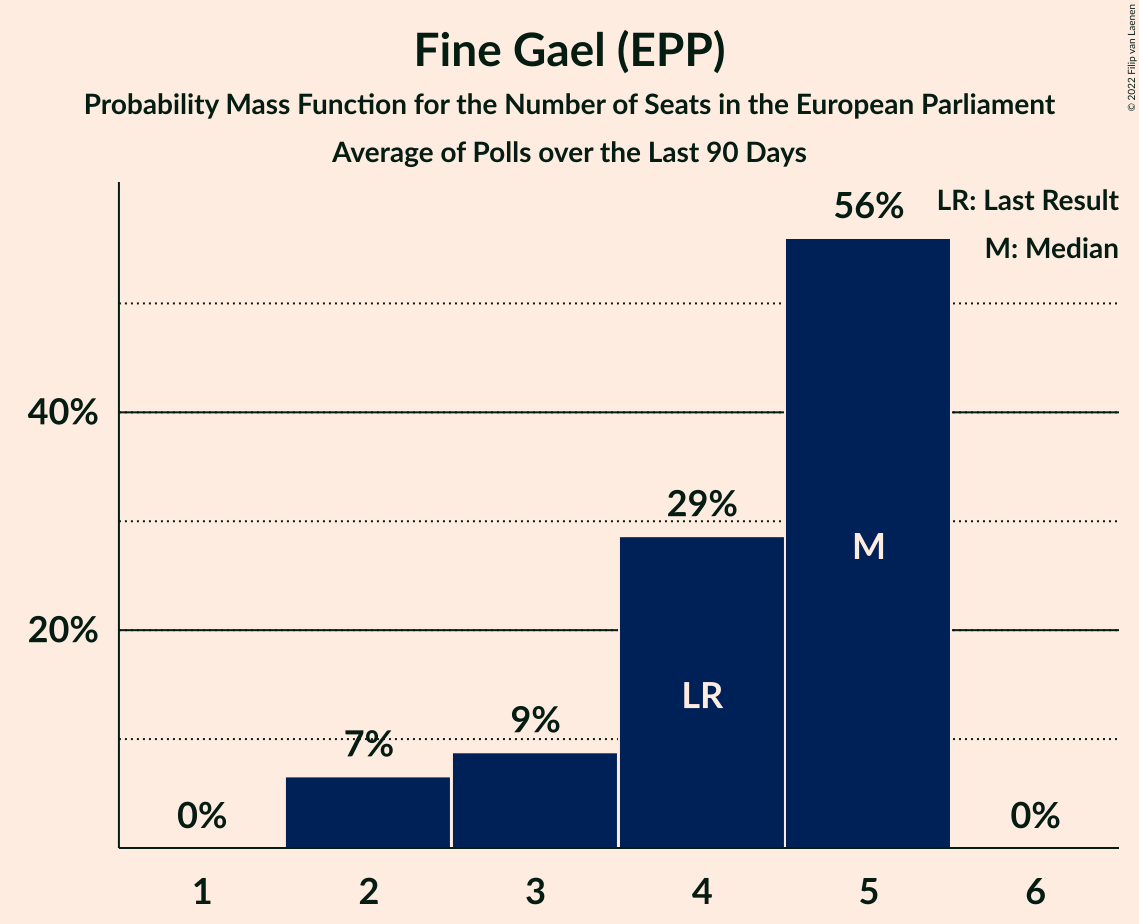 Fine Gael (EPP)
Probability Mass Function for the Number of Seats in the European Parliament
Average of Polls over the Last 90 Days
© 2022 Filip van Laenen
LR: Last Result
M: Median
56%
40%
29%
M
20%
LR
9%
7%
0%
0%
1 2 3 4 5 6